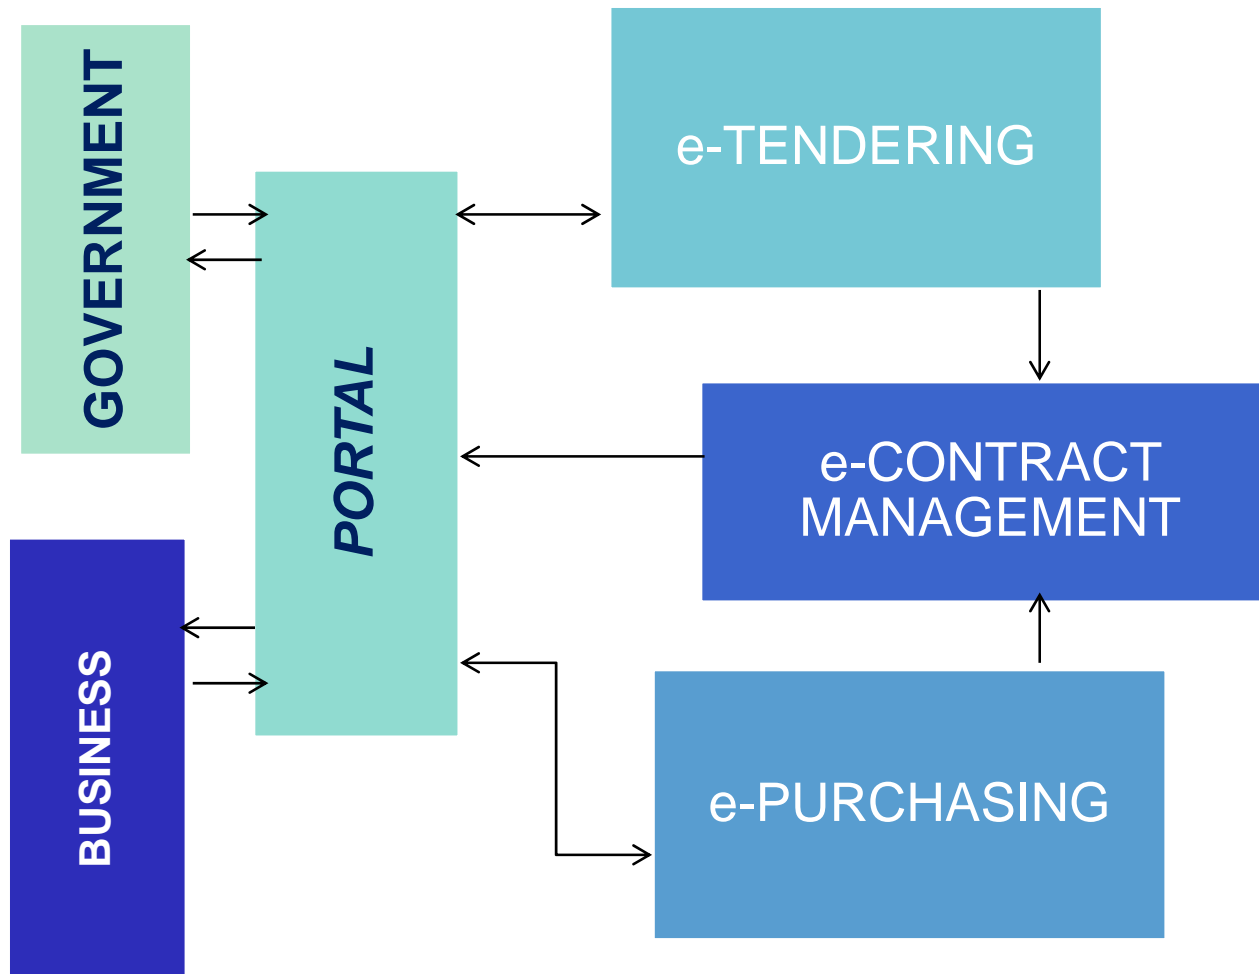 GOVERNMENT
BUSINESS
PORTAL
e-TENDERING
e-CONTRACT
MANAGEMENT
e-PURCHASING